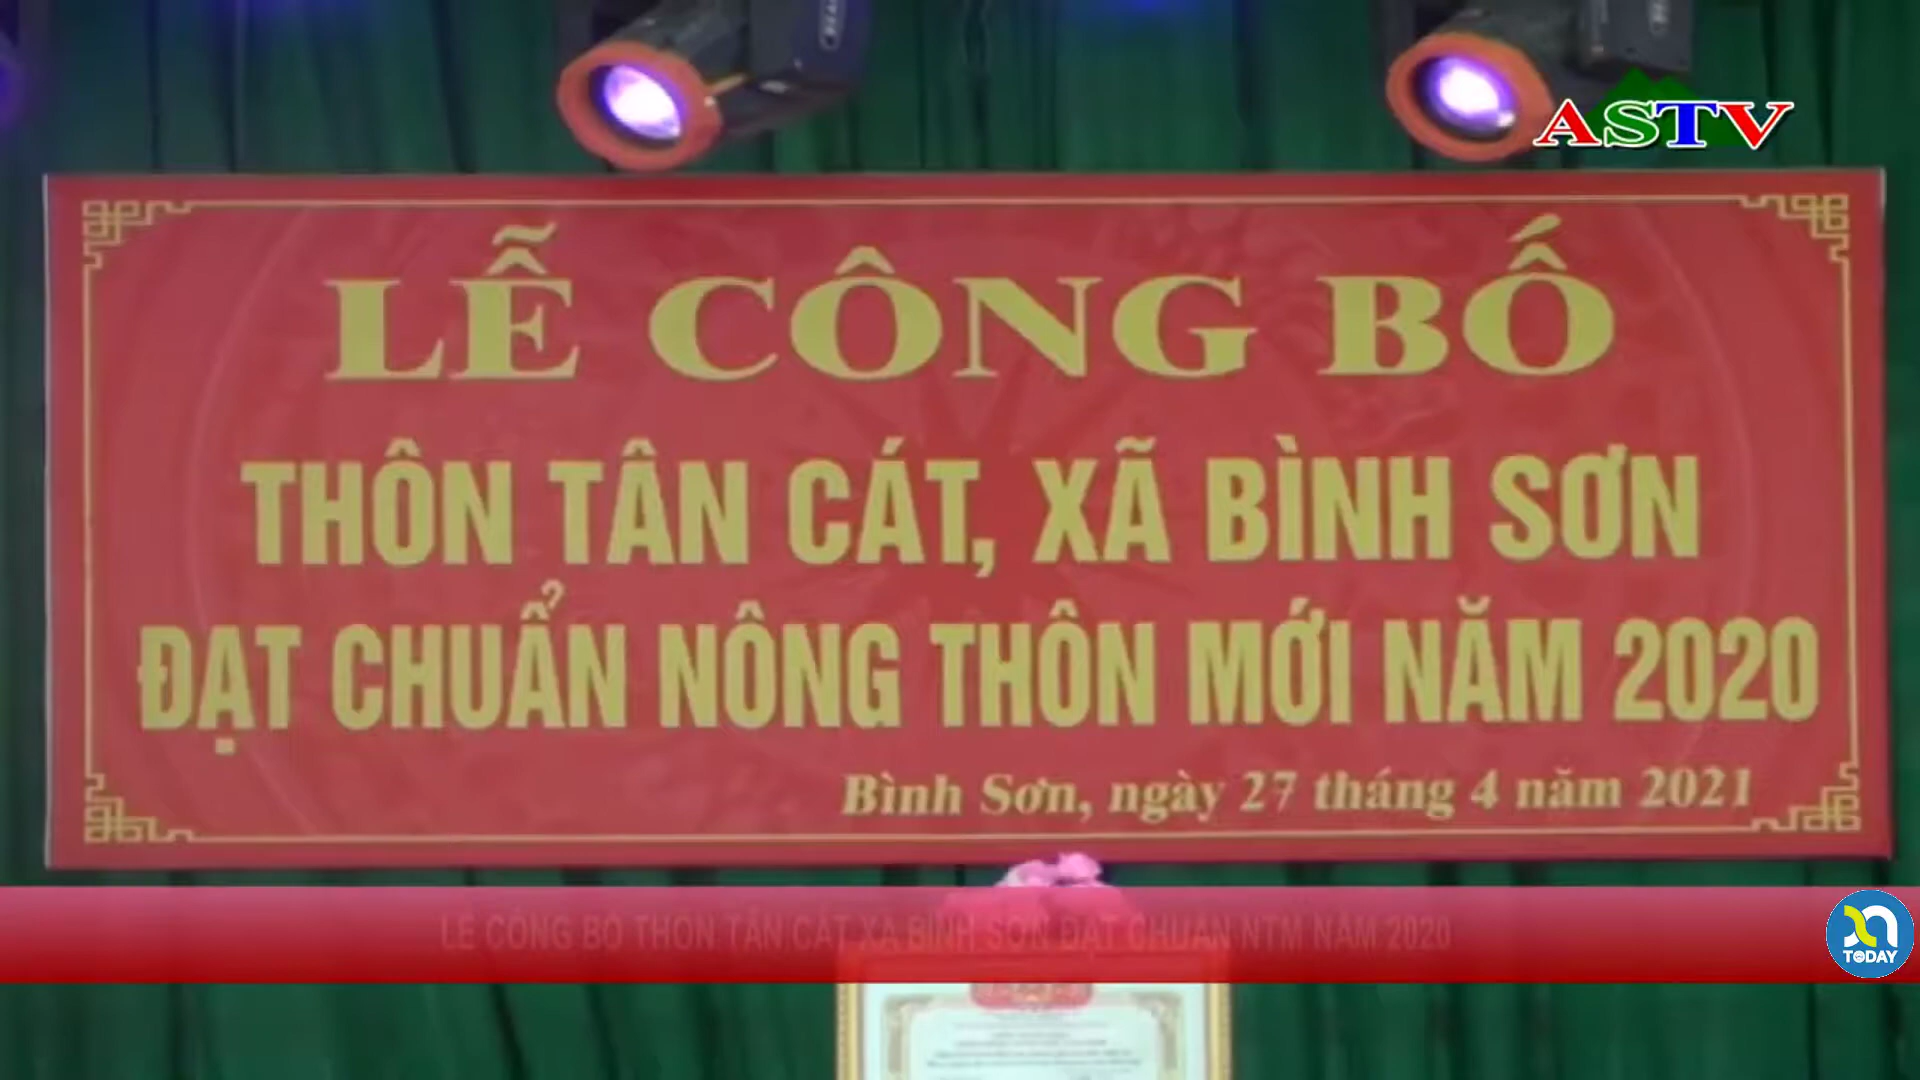 ASTV
LỄ CÔNG BỐ
THÔN TÂN CÁT, XÃ BÌNH SƠN
ĐẠT CHUẨN NÔNG THÔN MỚI NĂM 2020
Bình Sơn, ngày 27 tháng 4 năm 2021
LỄ CÔNG BỐ THÔN TÂN CÁT XÃ BÌNH SƠN ĐẠT CHUẨN NTM NĂM 2020
TODAY